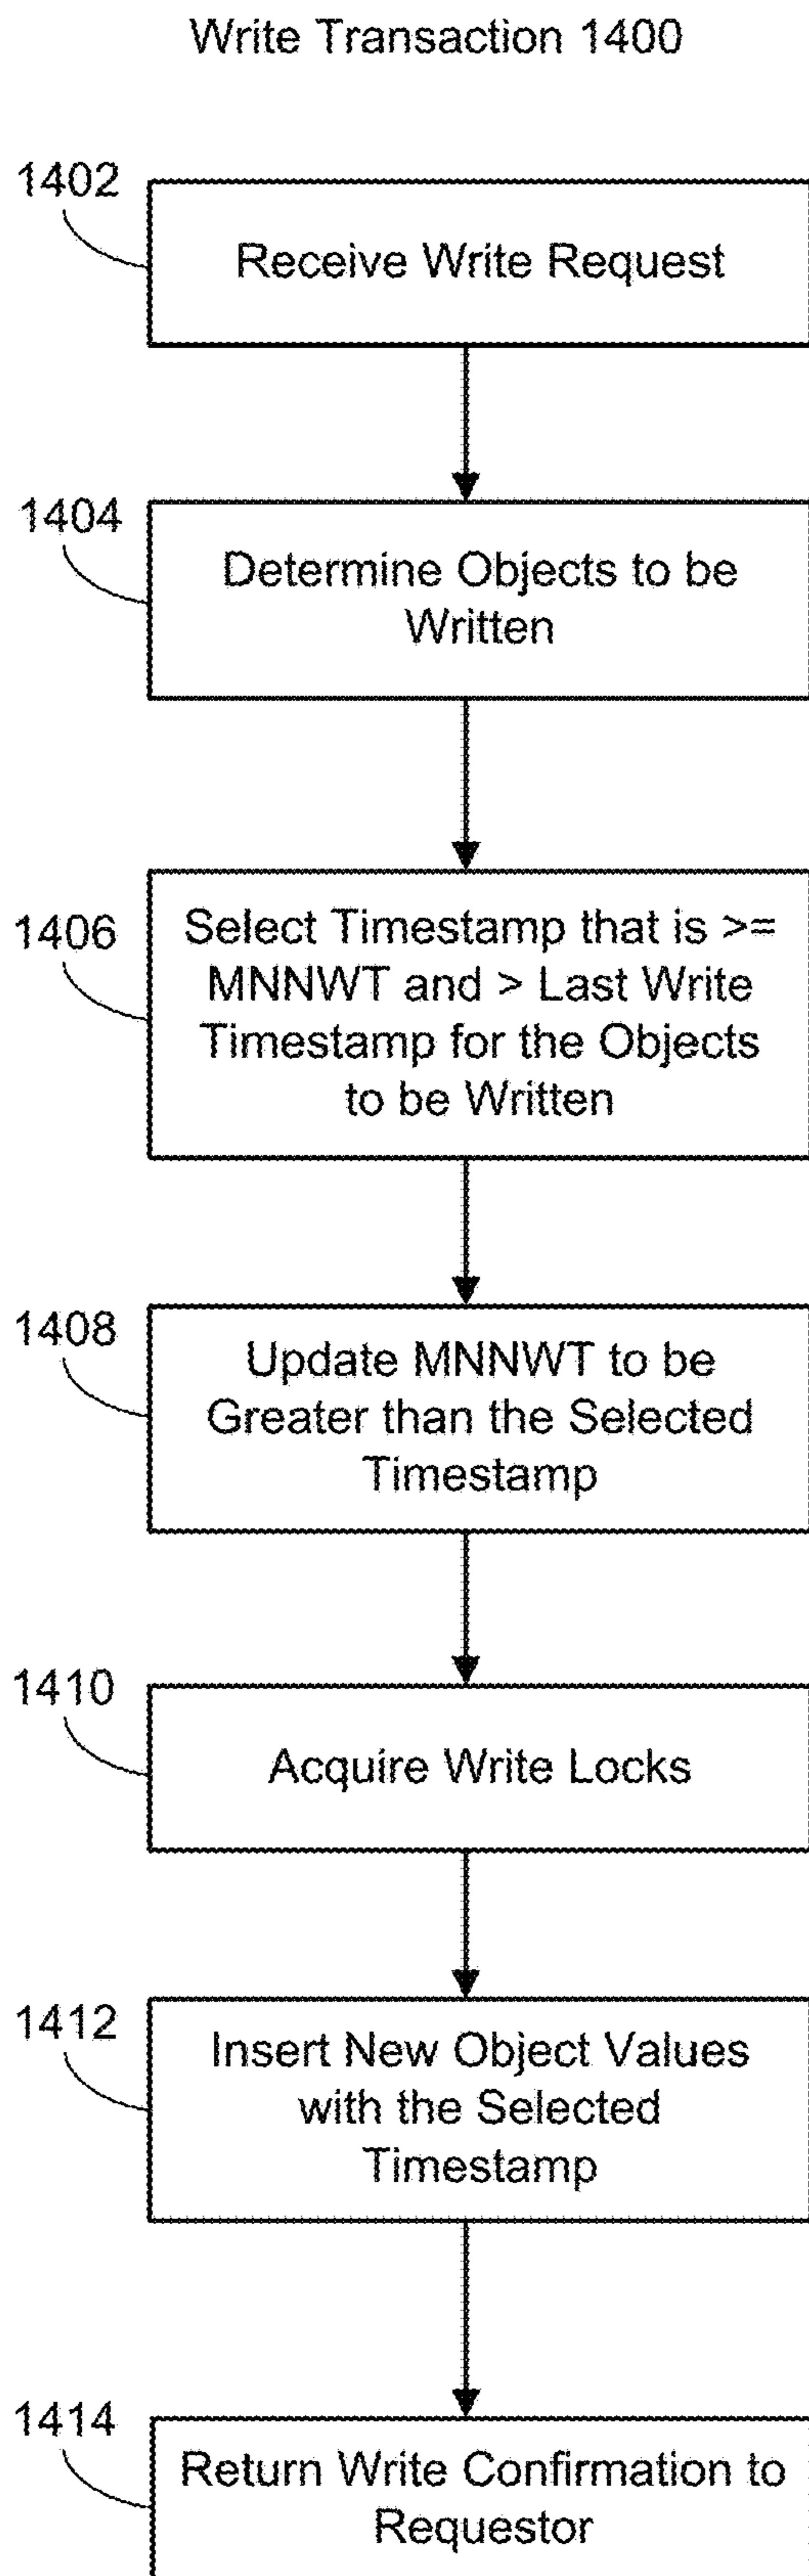 Write Transaction 1400
1402
Receive Write Request
1404
Determine Objects to be
Written
1406
Select Timestamp that is >=
MNNWT and > Last Write
Timestamp for the Objects
to be Written
1408
Update MNNWT to be
Greater than the Selected
Timestamp
1410
Acquire Write Locks
1412
Insert New Object Values
with the Selected
Timestamp
1414
Return Write Confirmation to
Requestor